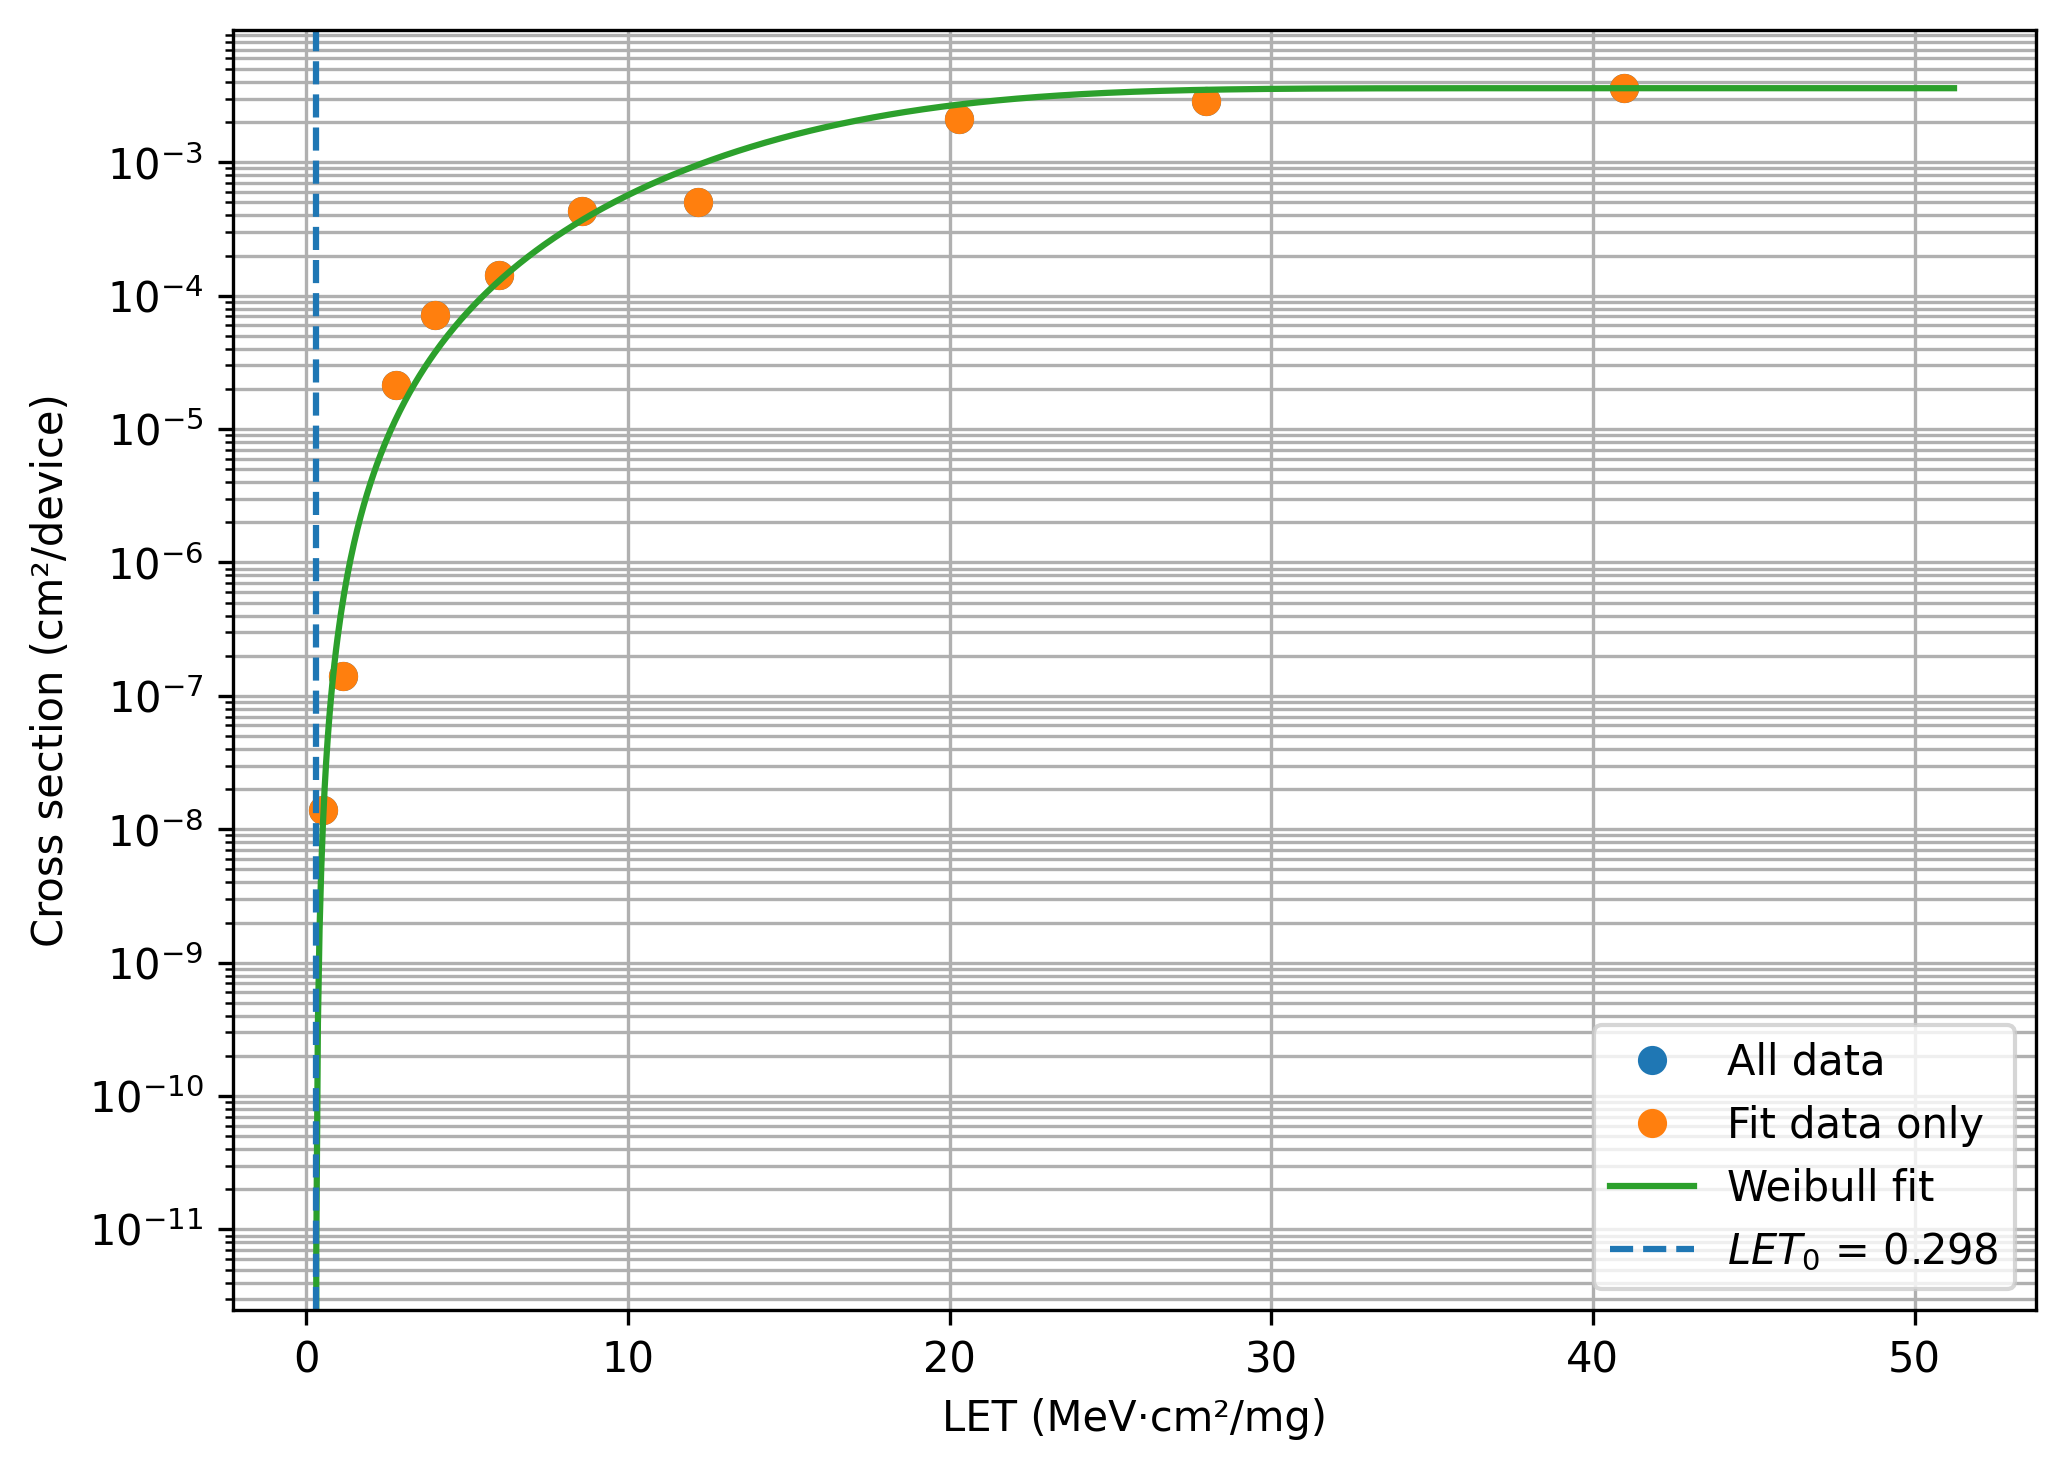 10⁻³
10⁻⁴
10⁻⁵
10⁻⁶
10⁻⁷
10⁻⁸
10⁻⁹
10⁻¹⁰
10⁻¹¹
Cross section (cm²/device)
All data
Fit data only
Weibull fit
LET₀ = 0.298
0 10 20 30 40 50
LET (MeV·cm²/mg)